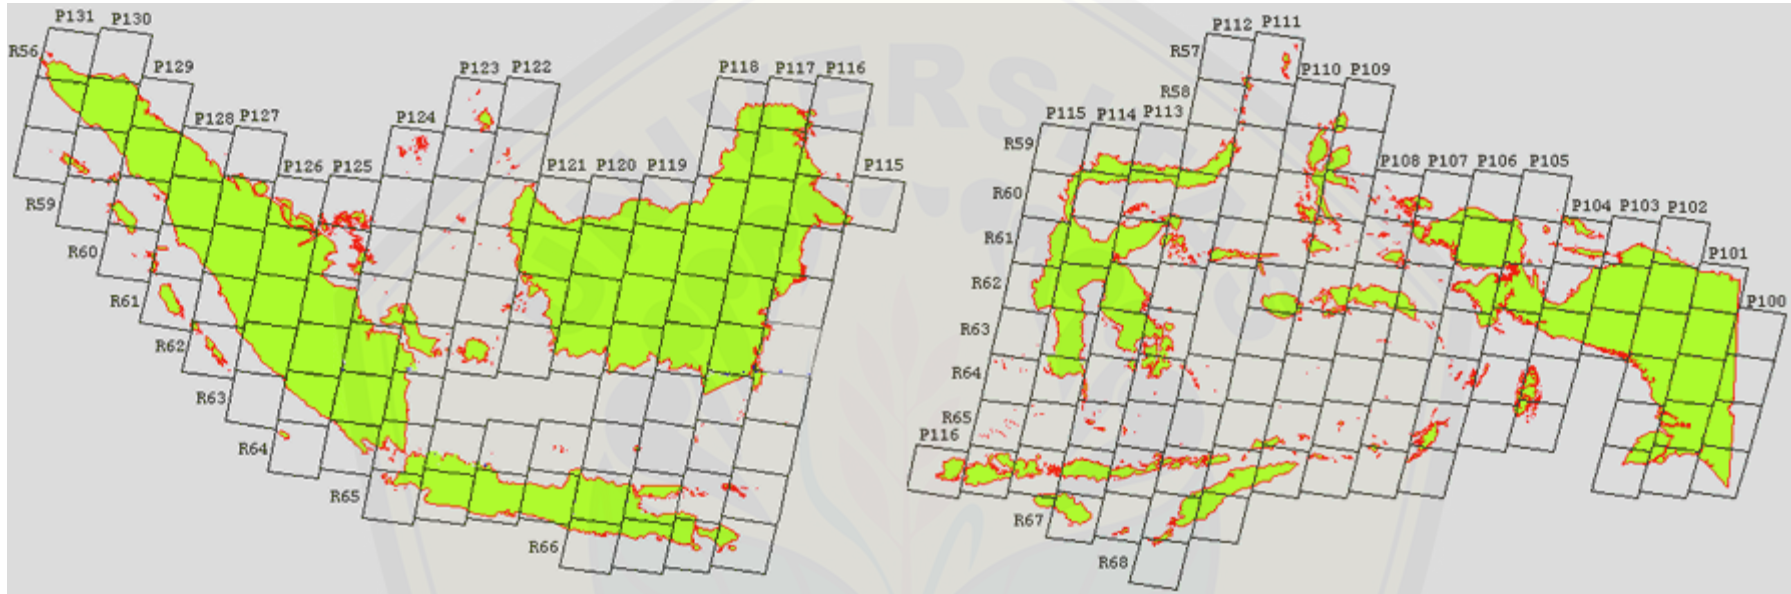 P131 P130
R56
P129
P128 P127
P126 P125
P124
P123 P122
P121 P120 P119
P118 P117 P116
P115
R59
R60
R61
R62
R63
R64
R65
R66
P112 P111
R57
P110 P109
R58
P115 P114 P113
R59
P108 P107 P106 P105
R60
P104 P103 P102
R61
P101
R62
P100
R63
R64
R65
P116
R67
R68
UNIVERSITAS